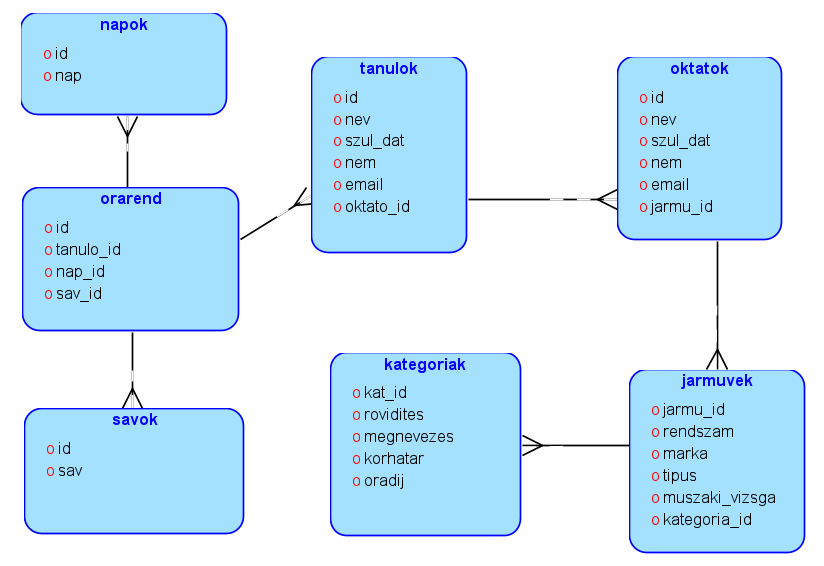 napok
id
nap
tanulok
id
nev
szul_dat
nem
email
oktato_id
oktatok
id
nev
szul_dat
nem
email
jarmu_id
orarend
id
tanulo_id
nap_id
sav_id
savok
id
sav
kategoriak
kat_id
rovidites
megnevezes
korhatar
oradij
jarmuvek
jarmu_id
rendszam
marka
tipus
muszaki_vizsga
kategoria_id